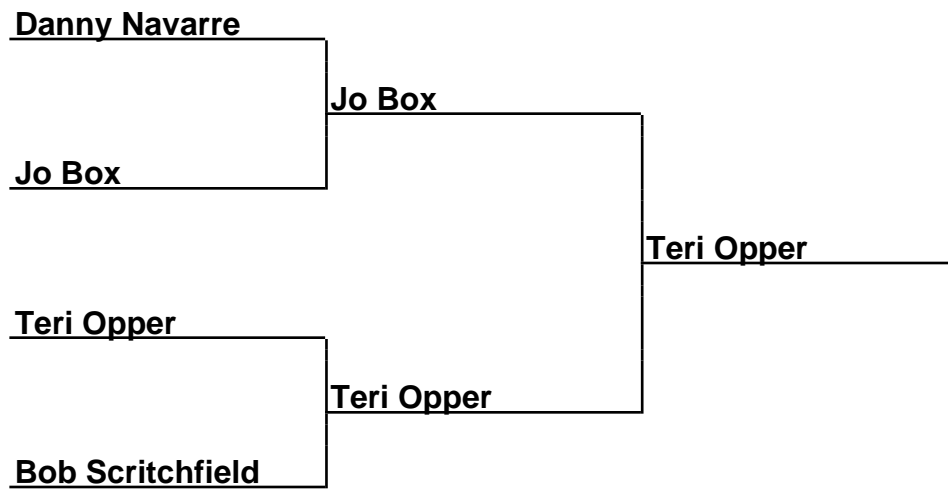 Danny Navarre
Jo Box
Jo Box
Teri Opper
Teri Opper
Teri Opper
Bob Scritchfield